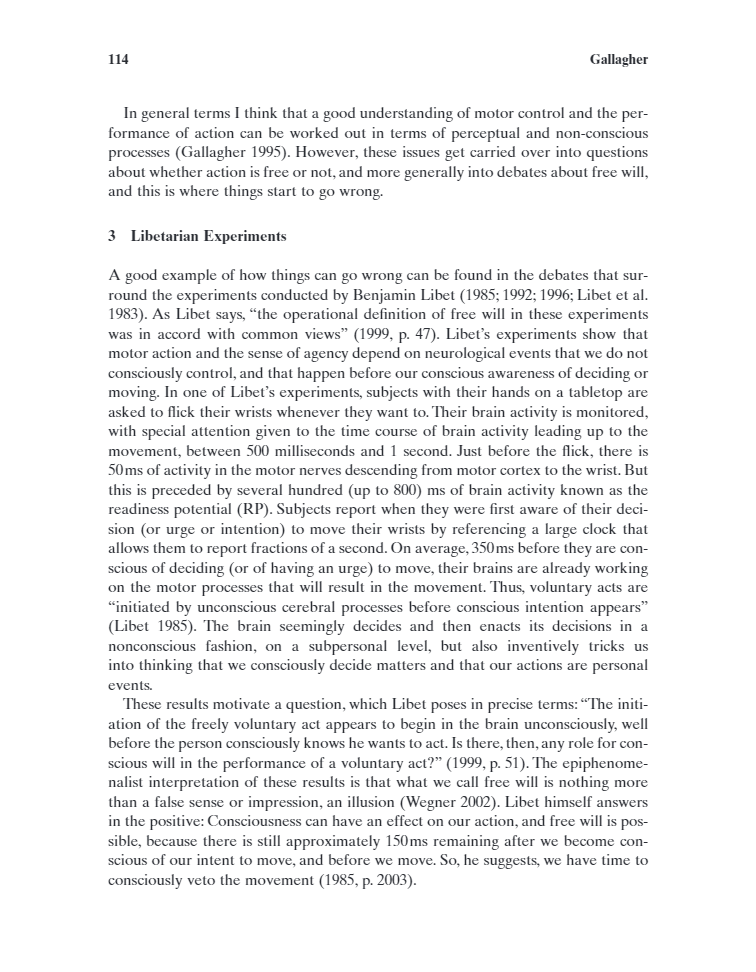 114 Gallagher
In general terms I think that a good understanding of motor control and the per-
formance of action can be worked out in terms of perceptual and non-conscious
processes (Gallagher 1995). However, these issues get carried over into questions
about whether action is free or not, and more generally into debates about free will,
and this is where things start to go wrong.
3 Libetarian Experiments
A good example of how things can go wrong can be found in the debates that sur-
round the experiments conducted by Benjamin Libet (1985; 1992; 1996; Libet et al.
1983). As Libet says, “the operational definition of free will in these experiments
was in accord with common views” (1999, p. 47). Libet’s experiments show that
motor action and the sense of agency depend on neurological events that we do not
consciously control, and that happen before our conscious awareness of deciding or
moving. In one of Libet’s experiments, subjects with their hands on a tabletop are
asked to flick their wrists whenever they want to. Their brain activity is monitored,
with special attention given to the time course of brain activity leading up to the
movement, between 500 milliseconds and 1 second. Just before the flick, there is
50 ms of activity in the motor nerves descending from motor cortex to the wrist. But
this is preceded by several hundred (up to 800) ms of brain activity known as the
readiness potential (RP). Subjects report when they were first aware of their deci-
sion (or urge or intention) to move their wrists by referencing a large clock that
allows them to report fractions of a second. On average, 350 ms before they are con-
scious of deciding (or of having an urge) to move, their brains are already working
on the motor processes that will result in the movement. Thus, voluntary acts are
“initiated by unconscious cerebral processes before conscious intention appears”
(Libet 1985). The brain seemingly decides and then enacts its decisions in a
nonconscious fashion, on a subpersonal level, but also inventively tricks us
into thinking that we consciously decide matters and that our actions are personal
events.
These results motivate a question, which Libet poses in precise terms: “The initi-
ation of the freely voluntary act appears to begin in the brain unconsciously, well
before the person consciously knows he wants to act. Is there, then, any role for con-
scious will in the performance of a voluntary act?” (1999, p. 51). The epiphenome-
nalist interpretation of these results is that what we call free will is nothing more
than a false sense or impression, an illusion (Wegner 2002). Libet himself answers
in the positive: Consciousness can have an effect on our action, and free will is pos-
sible, because there is still approximately 150 ms remaining after we become con-
scious of our intent to move, and before we move. So, he suggests, we have time to
consciously veto the movement (1985, p. 2003).